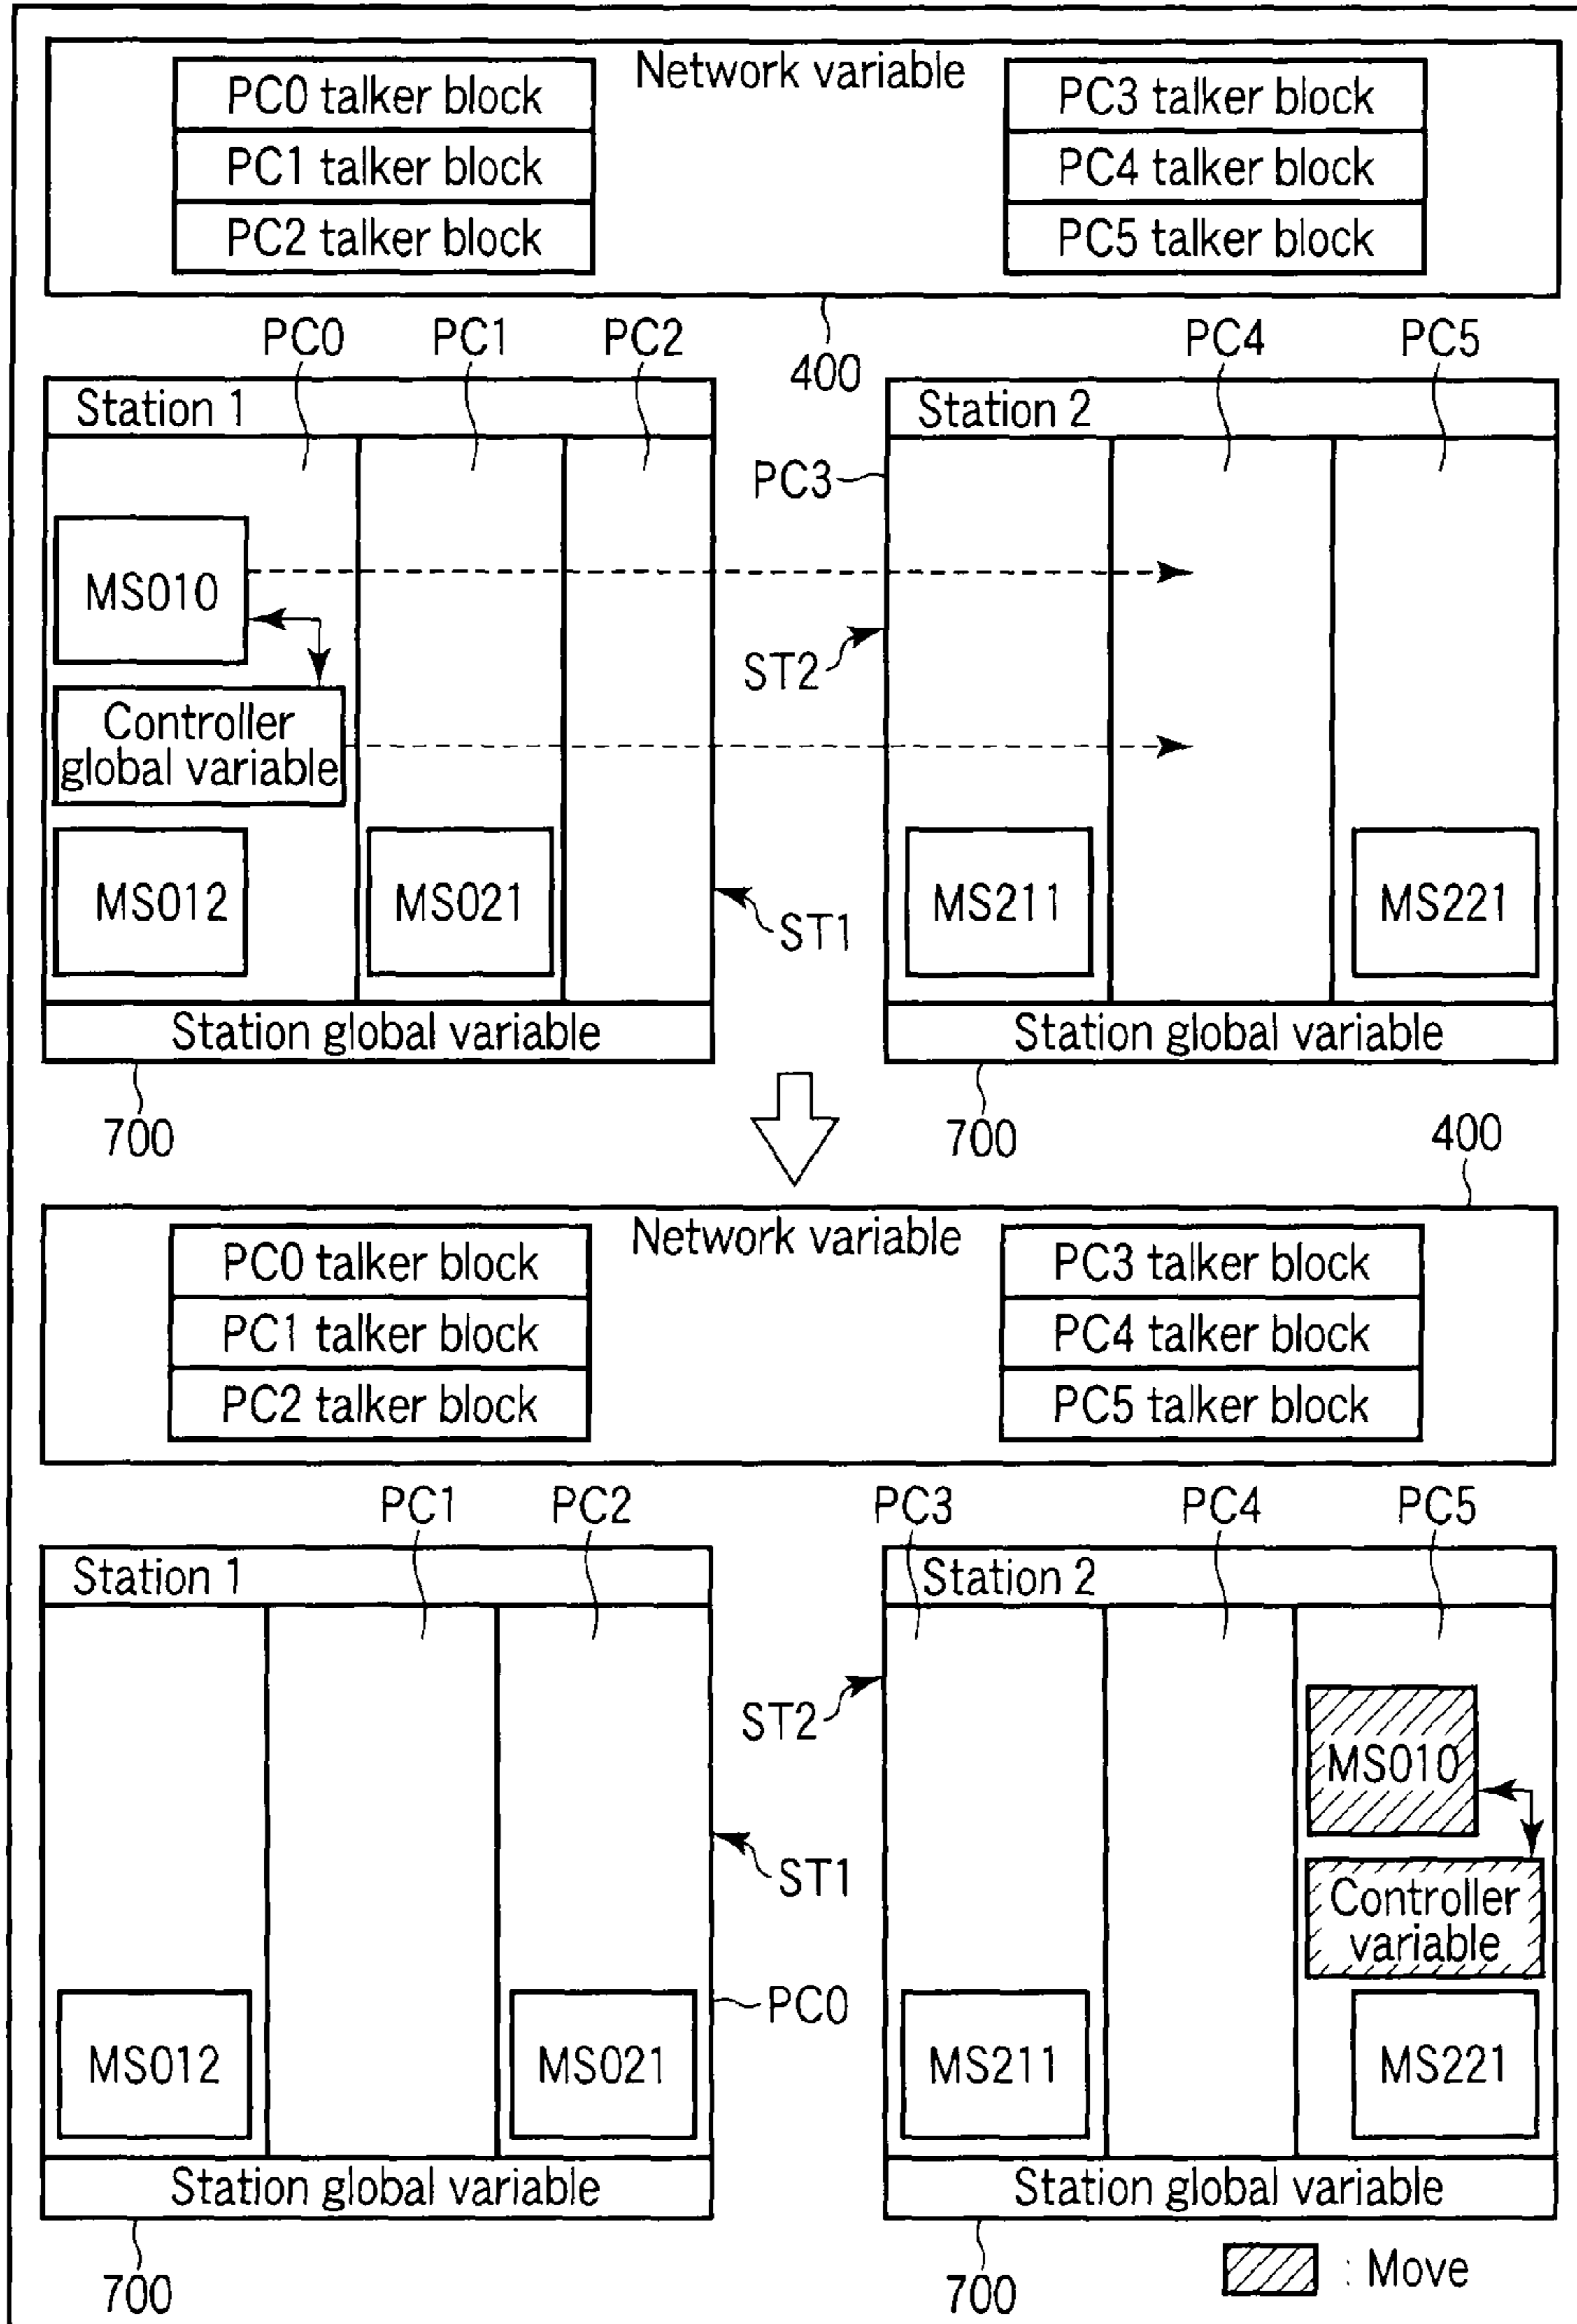 Network variable
PC0 talker block
PC1 talker block
PC2 talker block
PC3 talker block
PC4 talker block
PC5 talker block
400
PC0
PC1
PC2
PC4
PC5
Station 1
Station 2
PC3
MS010
ST2
Controller
global variable
MS012
MS021
ST1
MS211
MS221
Station global variable
Station global variable
700
700
400
Network variable
PC0 talker block
PC1 talker block
PC2 talker block
PC3 talker block
PC4 talker block
PC5 talker block
PC1
PC2
PC3
PC4
PC5
Station 1
Station 2
ST2
MS010
ST1
Controller
variable
PC0
MS012
MS021
MS211
MS221
Station global variable
Station global variable
700
700
: Move